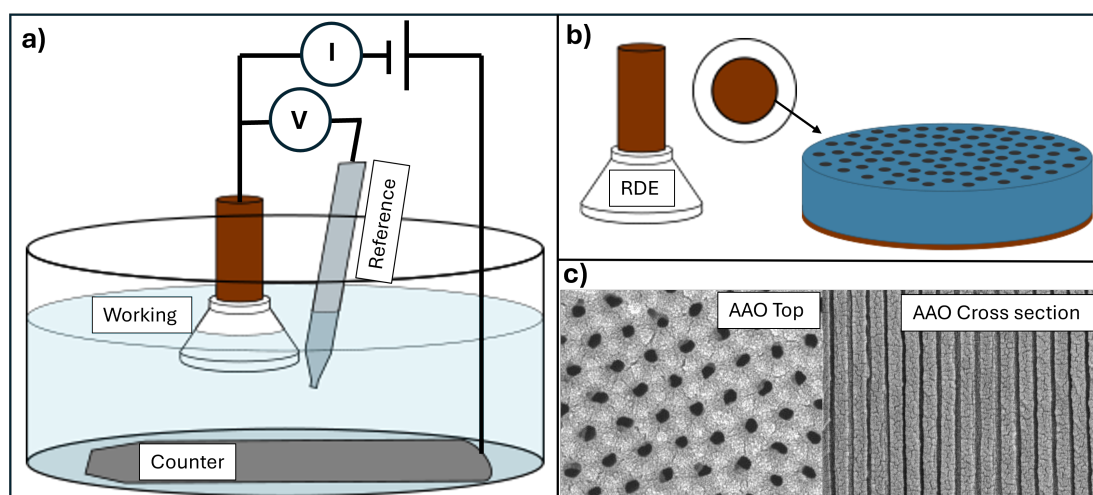 a)
I
V
Reference
Working
Counter
b)
RDE
c)
AAO Top
AAO Cross section